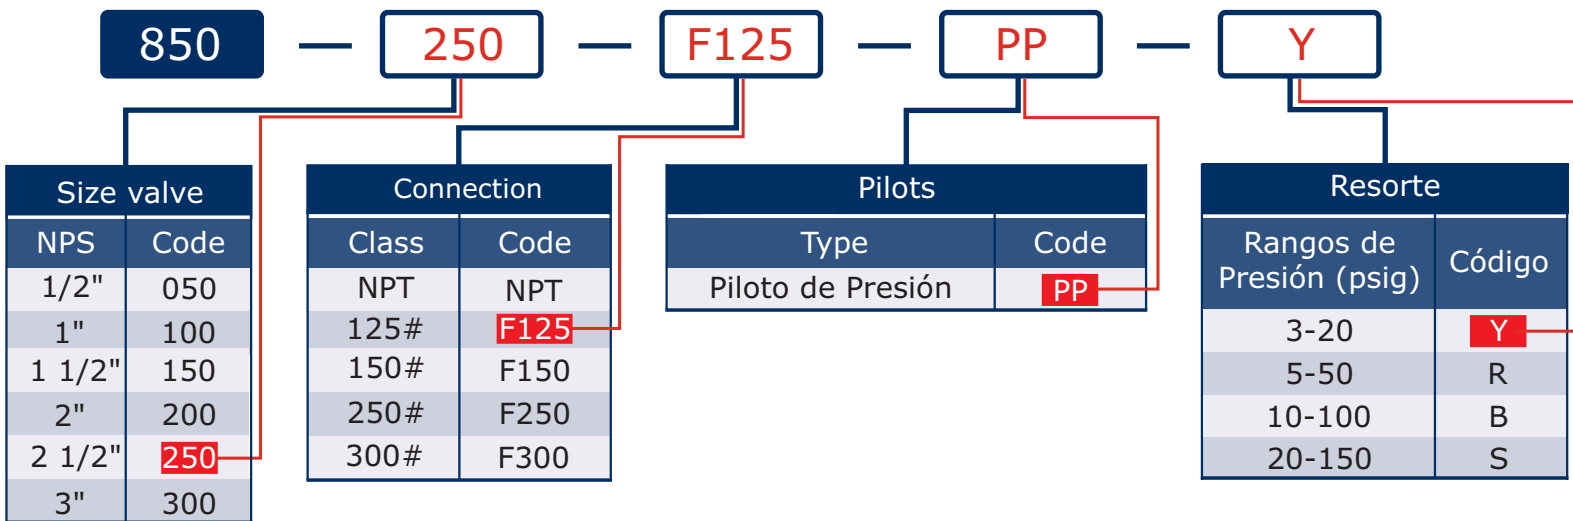 850 — 250 — F125 — PP — Y
Size valve
NPS Code
1/2" 050
1" 100
1 1/2" 150
2" 200
2 1/2" 250
3" 300
Connection
Class Code
NPT NPT
125# F125
150# F150
250# F250
300# F300
Pilots
Type Code
Piloto de Presión PP
Resorte
Rangos de
Presión (psig) Código
3-20 Y
5-50 R
10-100 B
20-150 S